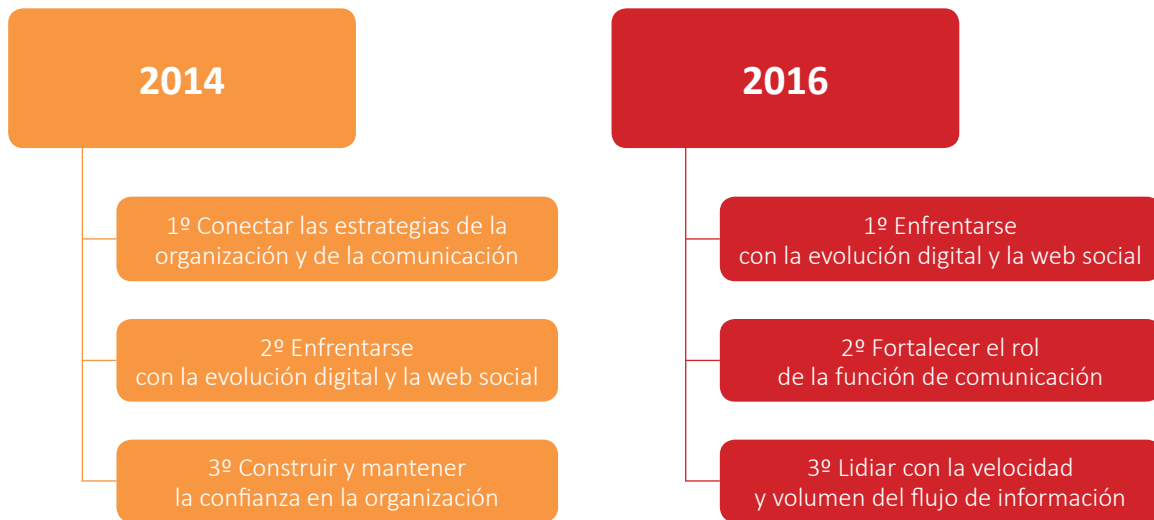 2014
1º Conectar las estrategias de la
organización y de la comunicación
2º Enfrentarse
con la evolución digital y la web social
3º Construir y mantener
la confianza en la organización
2016
1º Enfrentarse
con la evolución digital y la web social
2º Fortalecer el rol
de la función de comunicación
3º Lidiar con la velocidad
y volumen del flujo de información